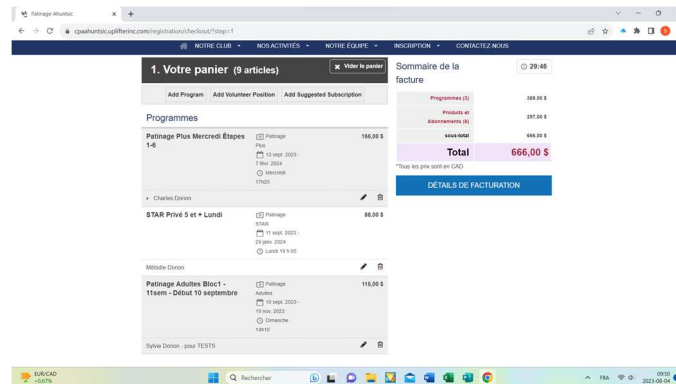 Patinage Ahuntsic
cpaahuntsic.uplifterinc.com/registration/checkout/?step=1
NOTRE CLUB NOS ACTIVITÉS NOTRE ÉQUIPE INSCRIPTION CONTACTEZ-NOUS
1. Votre panier (9 articles)
Vider le panier
Add Program Add Volunteer Position Add Suggested Subscription
Programmes
Patinage Plus Mercredi Étapes 1-6
Patinage
Plus
13 sept. 2023 -
7 févr. 2024
Mercredi
17h20
166,00 $
Charles Dorion
STAR Privé 5 et + Lundi
Patinage
STAR
11 sept. 2023 -
29 janv. 2024
Lundi 19 h 00
88,00 $
Mélodie Dorion
Patinage Adultes Bloc1 -
11sem - Début 10 septembre
Patinage
Adultes
10 sept. 2023 -
19 nov. 2023
Dimanche
14h10
115,00 $
Sylvie Dorion - pour TESTS
Sommaire de la
facture
29:46
Programmes (3) 369,00 $
Produits et
Abonnements (6) 297,00 $
sous-total 666,00 $
Total 666,00 $
*Tous les prix sont en CAD
DÉTAILS DE FACTURATION
EUR/CAD
+0,67%
Rechercher
FRA
09:50
2023-08-04